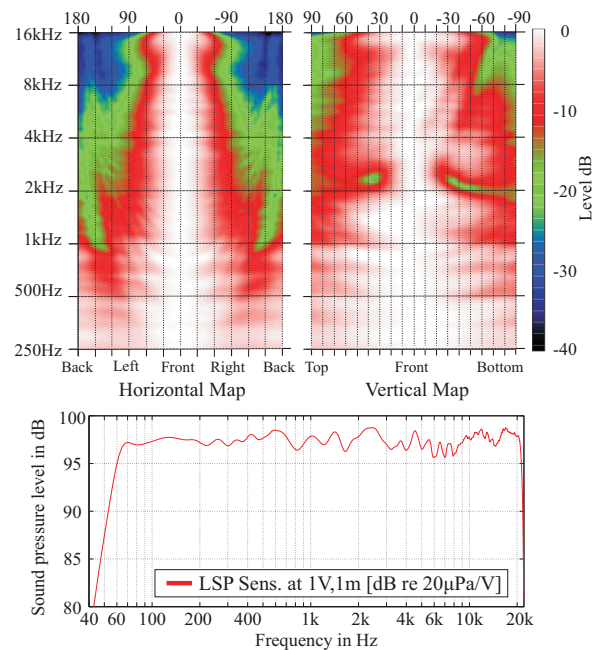 180 90 0 -90 180
90 60 30 0 -30 -60 -90
16kHz
8kHz
4kHz
2kHz
1kHz
500Hz
250Hz
Back Left Front Right Back
Horizontal Map
Top Front Bottom
Vertical Map
0
-10
-20
-30
-40
Level dB
100
95
90
85
80
Sound pressure level in dB
LSP Sens. at 1V,1m [dB re 20µPa/V]
40 60 100 200 400 1k 2k 4k 6k 10k 20k
Frequency in Hz